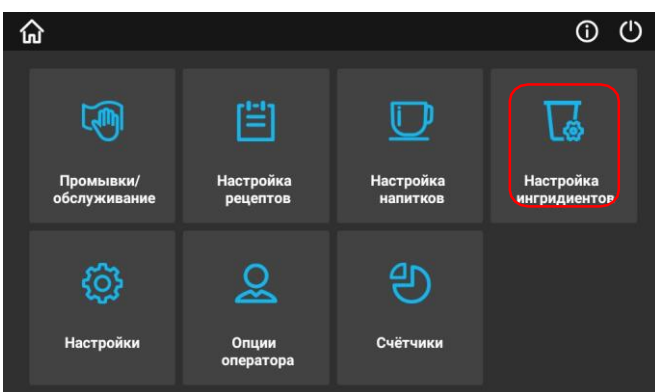 Промывки/
обслуживание
Настройка
рецептов
Настройка
напитков
Настройка
ингридиентов
Настройки
Опции
оператора
Счётчики